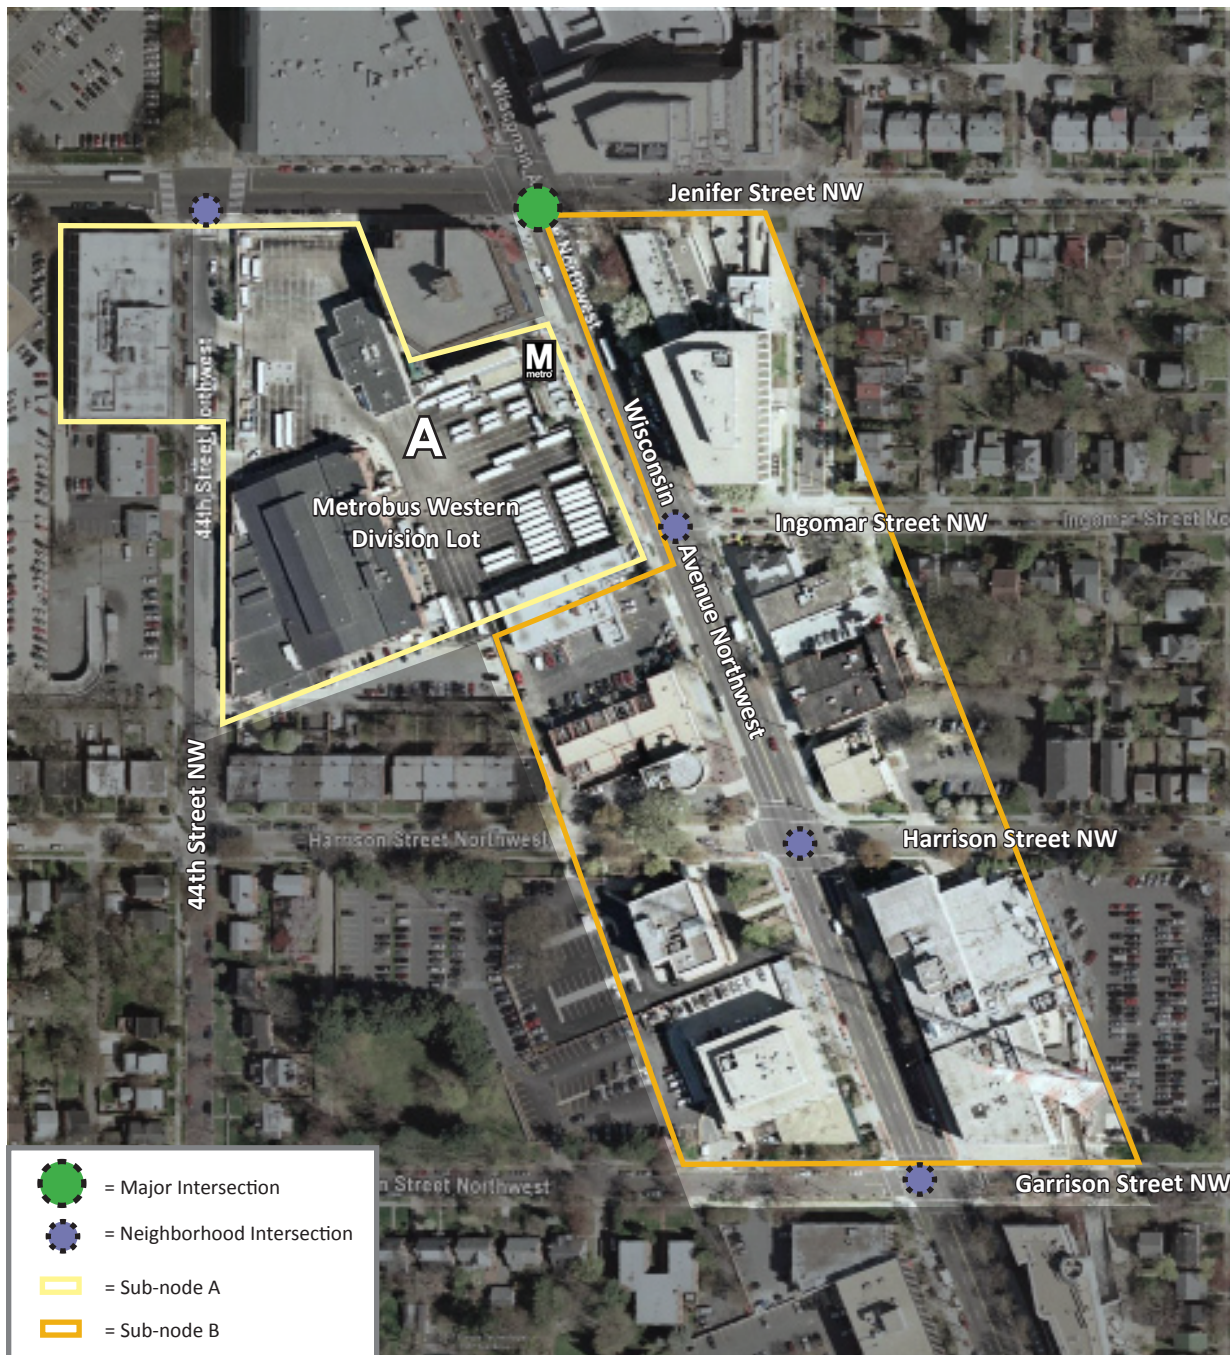 Wisconsin A
Jenifer Street NW
Northwest
M
metro
44th Street Northwest
A
Wisconsin
Metrobus Western
Division Lot
Ingomar Street NW
Ingomar Street No
Avenue Northwest
44th Street NW
Harrison Street Northwest
Harrison Street NW
n Street Northwest
Garrison Street NW
= Major Intersection
= Neighborhood Intersection
= Sub-node A
= Sub-node B